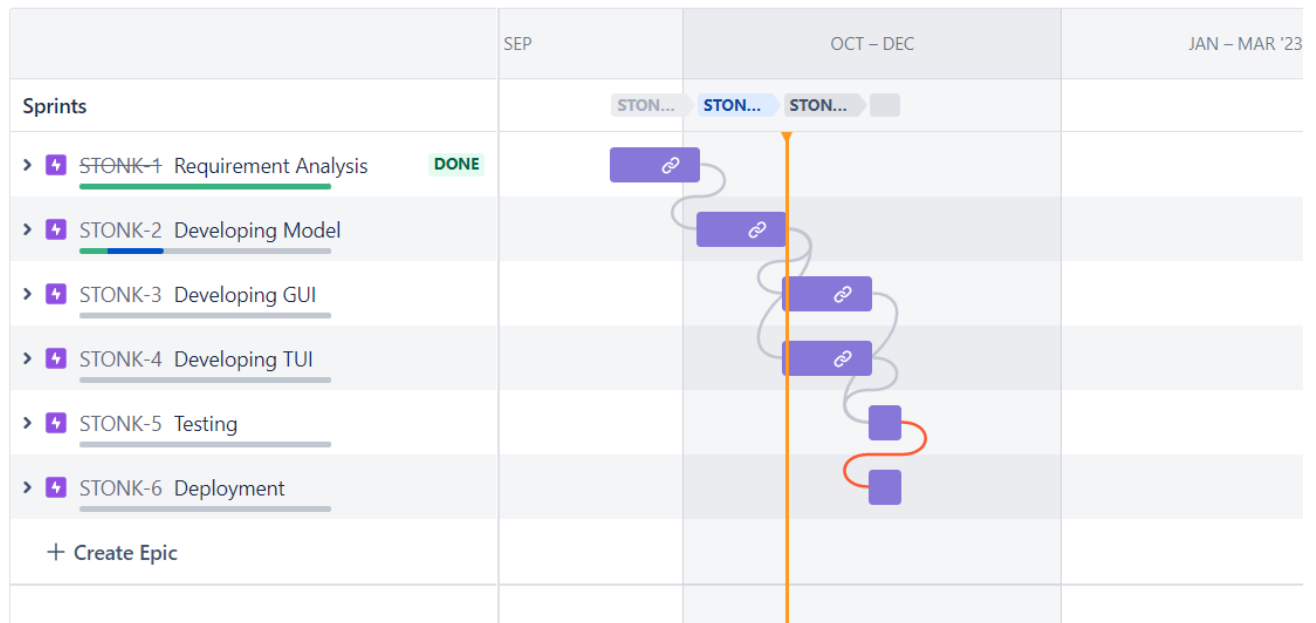 SEP OCT – DEC JAN – MAR '23
Sprints STON... STON... STON...
STONK-1 Requirement Analysis DONE
STONK-2 Developing Model
STONK-3 Developing GUI
STONK-4 Developing TUI
STONK-5 Testing
STONK-6 Deployment
+ Create Epic